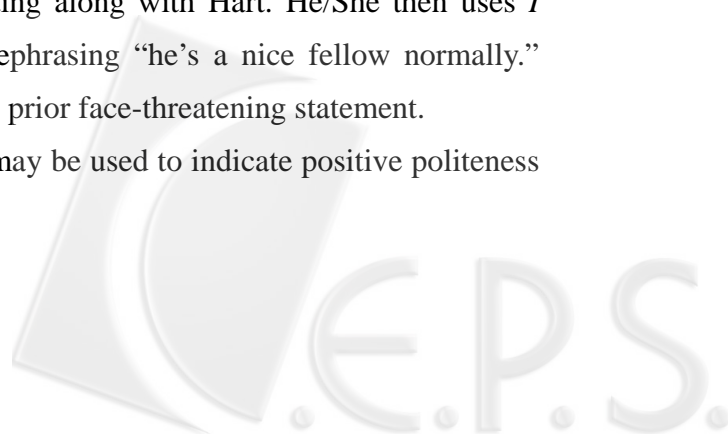 ding along with Hart. He/She then uses I
ephrasing “he’s a nice fellow normally.”
prior face-threatening statement.
may be used to indicate positive politeness
C.E.P.S.